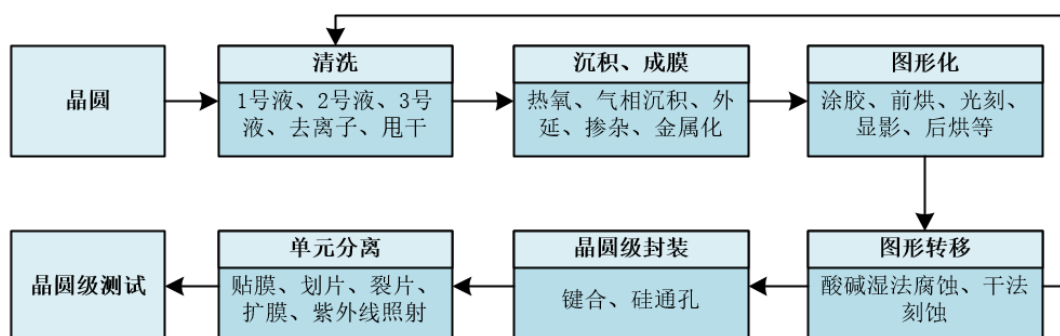 晶圆
清洗
1号液、2号液、3号
液、去离子、甩干
沉积、成膜
热氧、气相沉积、外
延、掺杂、金属化
图形化
涂胶、前烘、光刻、
显影、后烘等
晶圆级测试
单元分离
贴膜、划片、裂片、
扩膜、紫外线照射
晶圆级封装
键合、硅通孔
图形转移
酸碱湿法腐蚀、干法
刻蚀